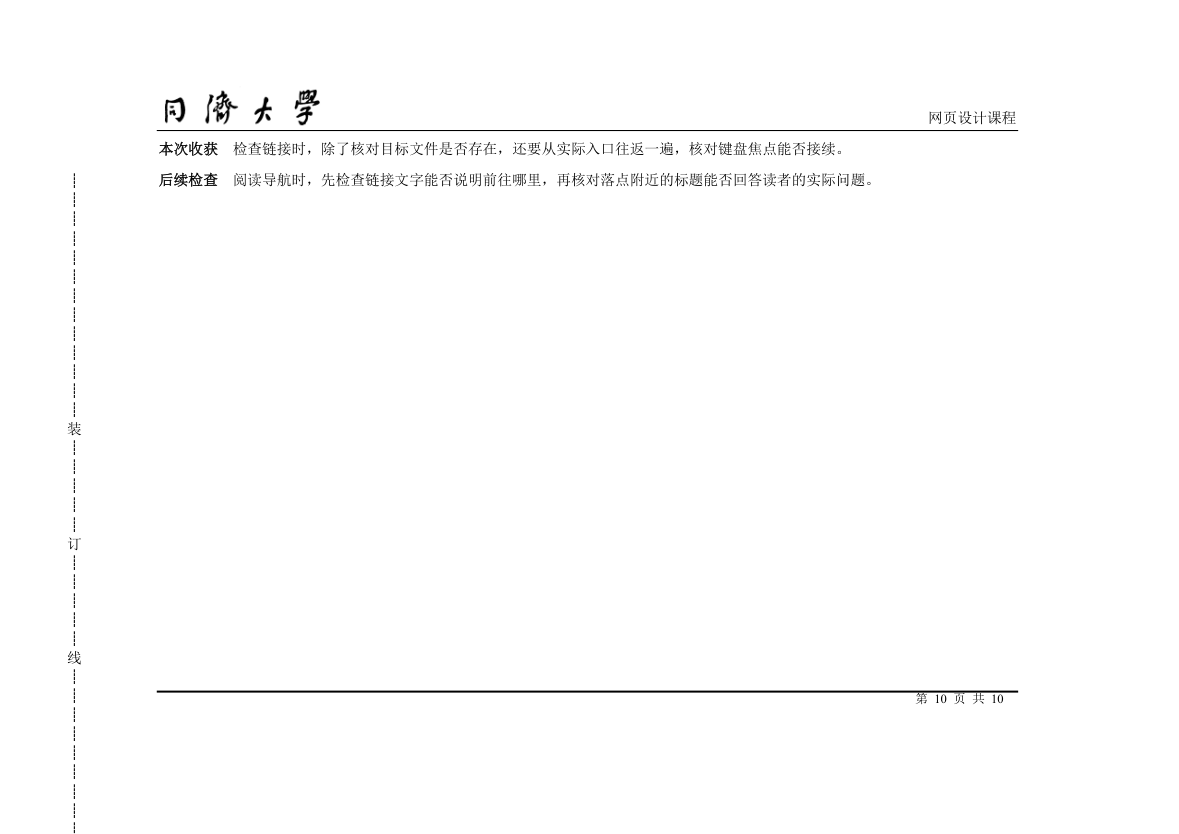 同濟大學
网页设计课程
本次收获 检查链接时，除了核对目标文件是否存在，还要从实际入口往返一遍，核对键盘焦点能否接续。
后续检查 阅读导航时，先检查链接文字能否说明前往哪里，再核对落点附近的标题能否回答读者的实际问题。
装
订
线
第 10 页 共 10